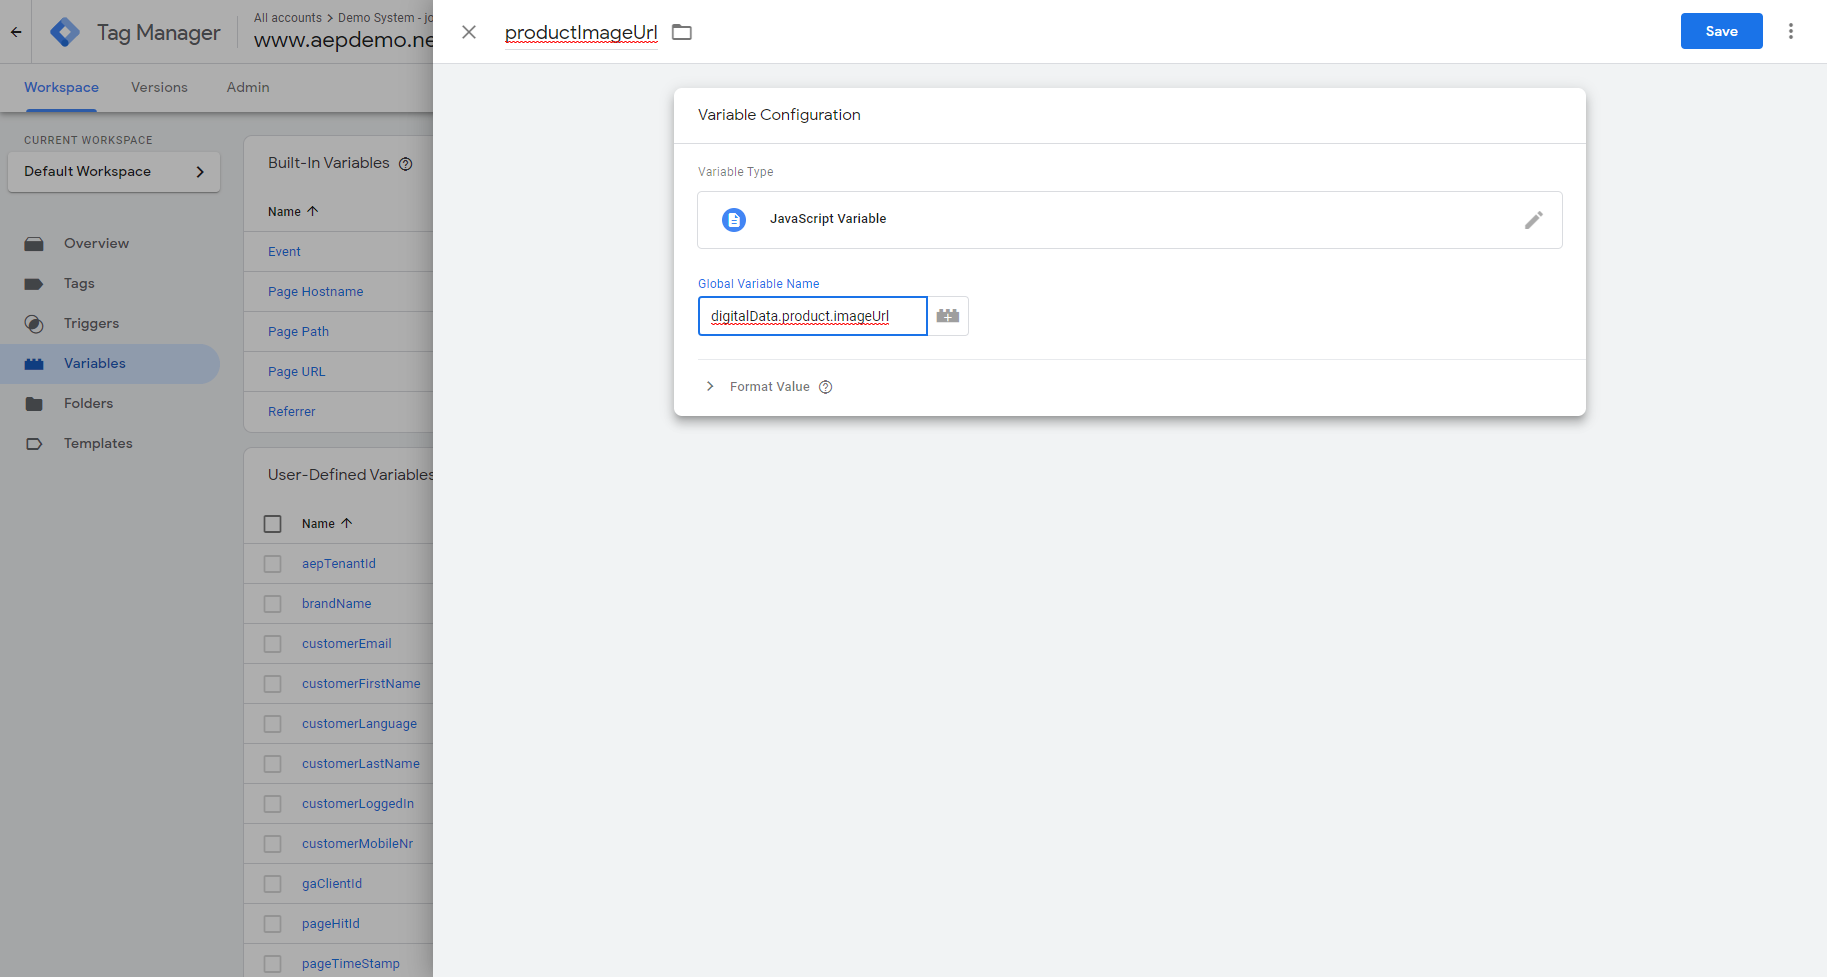 Tag Manager
All accounts > Demo System - jo
www.aepdemo.ne
Workspace
Versions
Admin
CURRENT WORKSPACE
Default Workspace
Overview
Tags
Triggers
Variables
Folders
Templates
Built-In Variables
Name
Event
Page Hostname
Page Path
Page URL
Referrer
User-Defined Variables
Name
aepTenantId
brandName
customerEmail
customerFirstName
customerLanguage
customerLastName
customerLoggedIn
customerMobileNr
gaClientId
pageHitId
pageTimeStamp
productImageUrl
Save
Variable Configuration
Variable Type
JavaScript Variable
Global Variable Name
digitalData.product.imageUrl
Format Value